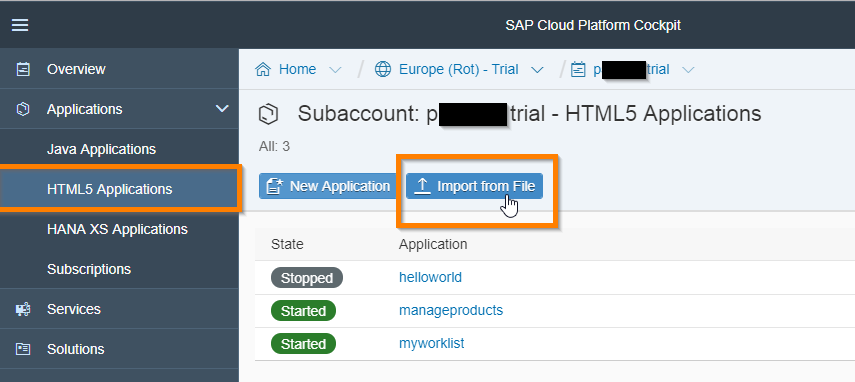 SAP Cloud Platform Cockpit
Overview
Applications
Java Applications
HTML5 Applications
HANA XS Applications
Subscriptions
Services
Solutions
Home / Europe (Rot) - Trial / p trial
Subaccount: p trial - HTML5 Applications
All: 3
New Application Import from File
State Application
Stopped helloworld
Started manageproducts
Started myworklist